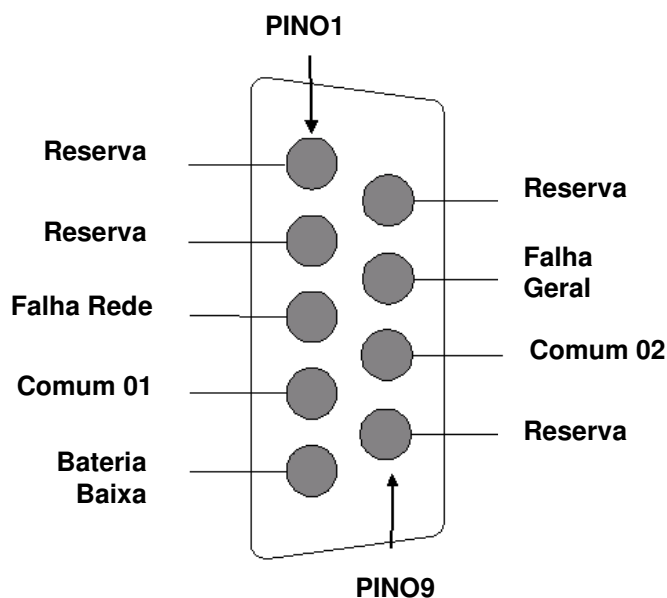 PINO1
Reserva
Reserva
Falha Rede
Comum 01
Bateria
Baixa
Reserva
Falha
Geral
Comum 02
Reserva
PINO9